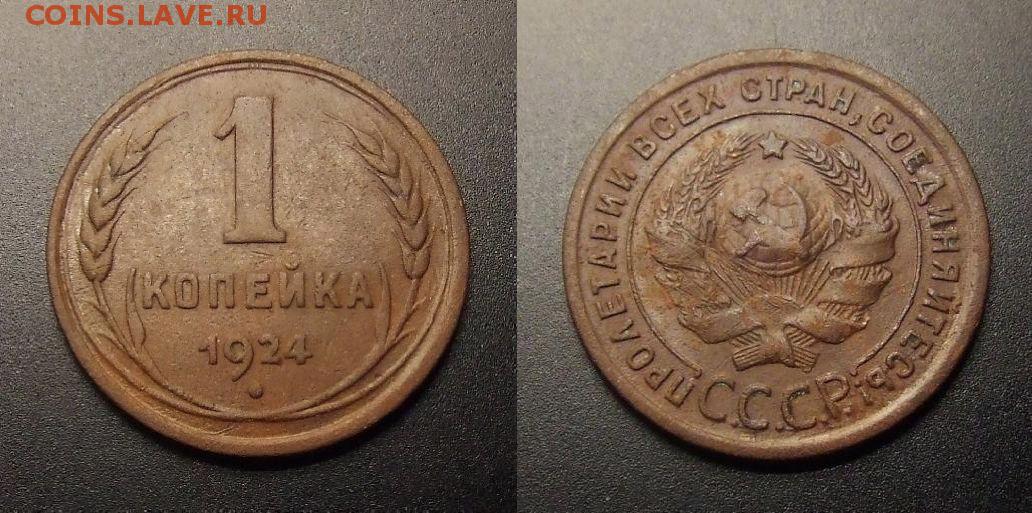 COINS.LAVE.RU
1
КОПЕЙКА
1924
ПРОЛЕТАРИИ ВСЕХ СТРАН, СОЕДИНЯЙТЕСЬ!
С.С.С.Р.